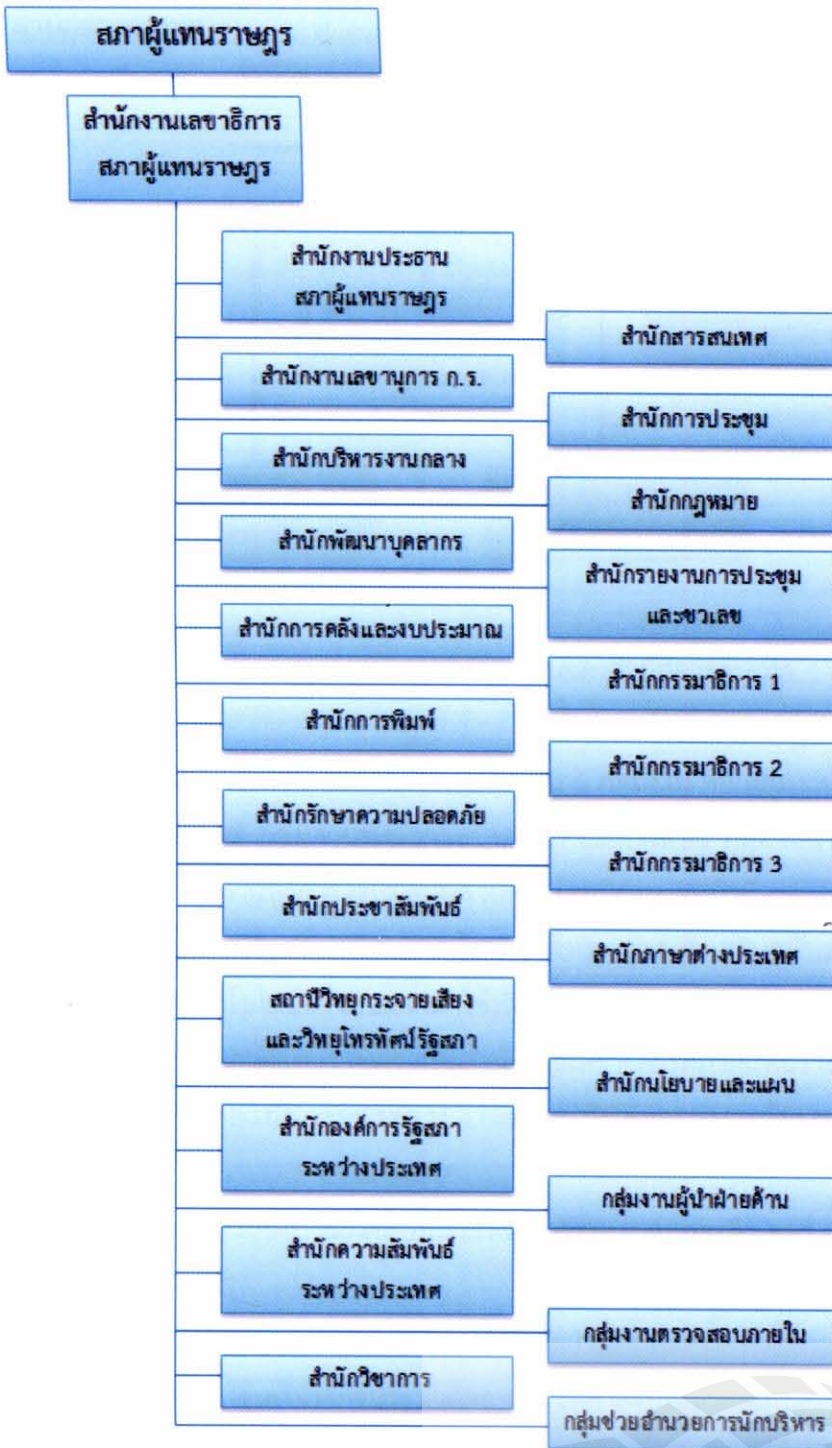 สภาผู้แทนราษฎร
สำนักงานเลขาธิการ
สภาผู้แทนราษฎร
สำนักงานประธาน
สภาผู้แทนราษฎร
สำนักสารสนเทศ
สำนักงานเลขานุการ ก.ร.
สำนักการประชุม
สำนักบริหารงานกลาง
สำนักกฎหมาย
สำนักพัฒนาบุคลากร
สำนักรายงานการประชุม
และชวเลข
สำนักการคลังและงบประมาณ
สำนักกรรมาธิการ 1
สำนักการพิมพ์
สำนักกรรมาธิการ 2
สำนักรักษาความปลอดภัย
สำนักกรรมาธิการ 3
สำนักประชาสัมพันธ์
สำนักภาษาต่างประเทศ
สถานีวิทยุกระจายเสียง
และวิทยุโทรทัศน์รัฐสภา
สำนักนโยบายและแผน
สำนักองค์การรัฐสภา
ระหว่างประเทศ
กลุ่มงานผู้นำฝ่ายค้าน
สำนักความสัมพันธ์
ระหว่างประเทศ
กลุ่มงานตรวจสอบภายใน
สำนักวิชาการ
กลุ่มช่วยอำนวยการนักบริหาร